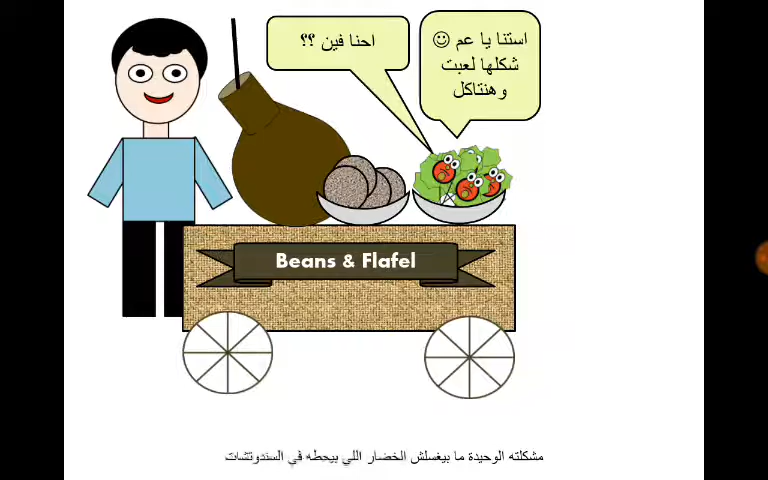 احنا فين ؟؟
استنا يا عم ☺
شكلها لعبت
وهنتاكل
Beans & Flafel
مشكلته الوحيدة ما بيغسلش الخضار اللي بيحطه في السندوتشات